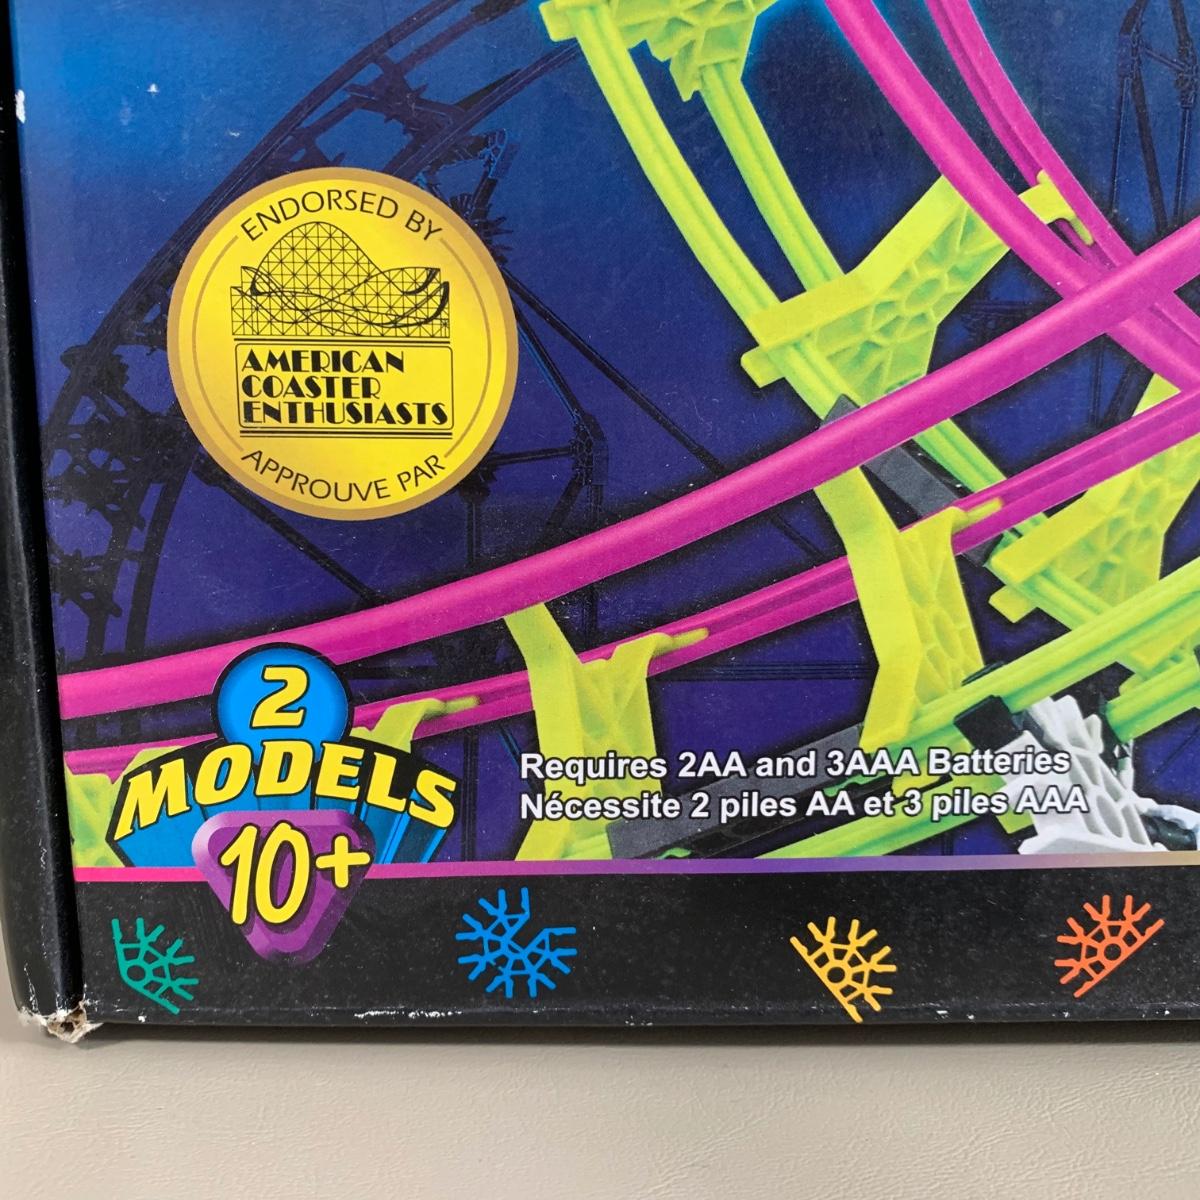 ENDORSED BY
AMERICAN
COASTER
ENTHUSIASTS
APPROUVE PAR
2
MODELS
10+
Requires 2AA and 3AAA Batteries
Nécessite 2 piles AA et 3 piles AAA